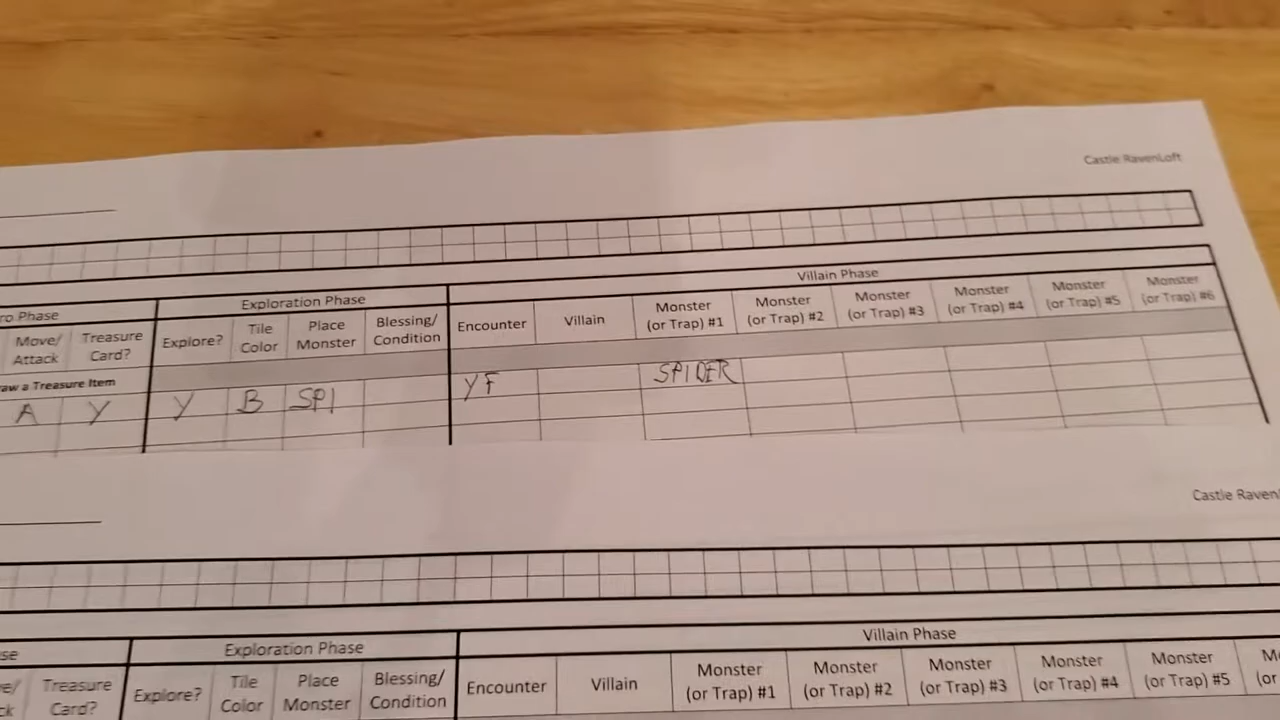 Castle RavenLoft
ro Phase Exploration Phase Villain Phase
Move/ Attack Treasure Card? Explore? Tile Color Place Monster Blessing/ Condition Encounter Villain Monster (or Trap) #1 Monster (or Trap) #2 Monster (or Trap) #3 Monster (or Trap) #4 Monster (or Trap) #5 Monster (or Trap) #6
aw a Treasure Item
A Y Y B SPI YF SPIDER
Castle Raven
se Exploration Phase Villain Phase
e/ ck Treasure Card? Explore? Tile Color Place Monster Blessing/ Condition Encounter Villain Monster (or Trap) #1 Monster (or Trap) #2 Monster (or Trap) #3 Monster (or Trap) #4 Monster (or Trap) #5 M (or